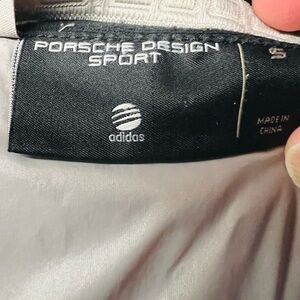 PORSCHE DESIGN
SPORT
adidas
S
MADE IN
CHINA